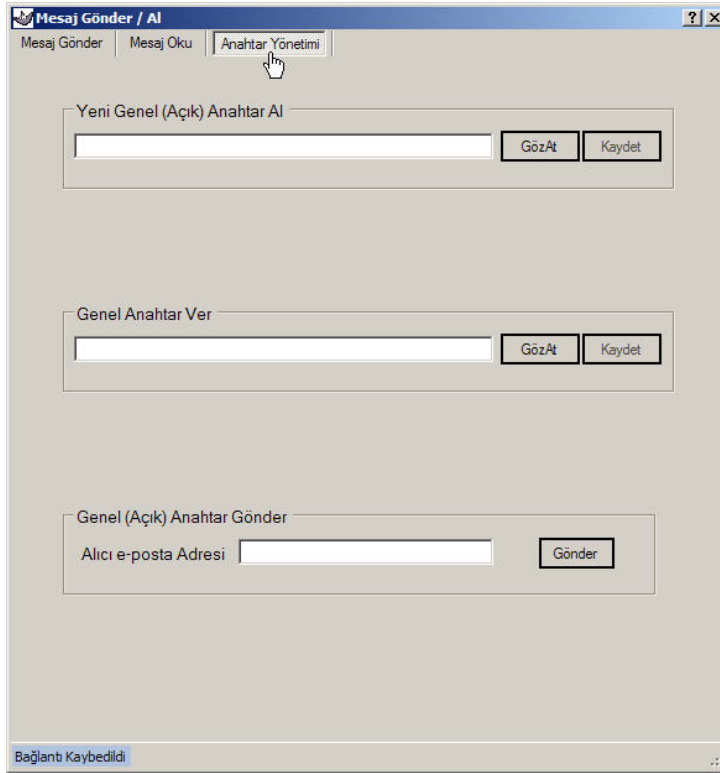 Mesaj Gönder / Al
Mesaj Gönder Mesaj Oku Anahtar Yönetimi
Yeni Genel (Açık) Anahtar Al
GözAt Kaydet
Genel Anahtar Ver
GözAt Kaydet
Genel (Açık) Anahtar Gönder
Alıcı e-posta Adresi Gönder
Bağlantı Kaybedildi